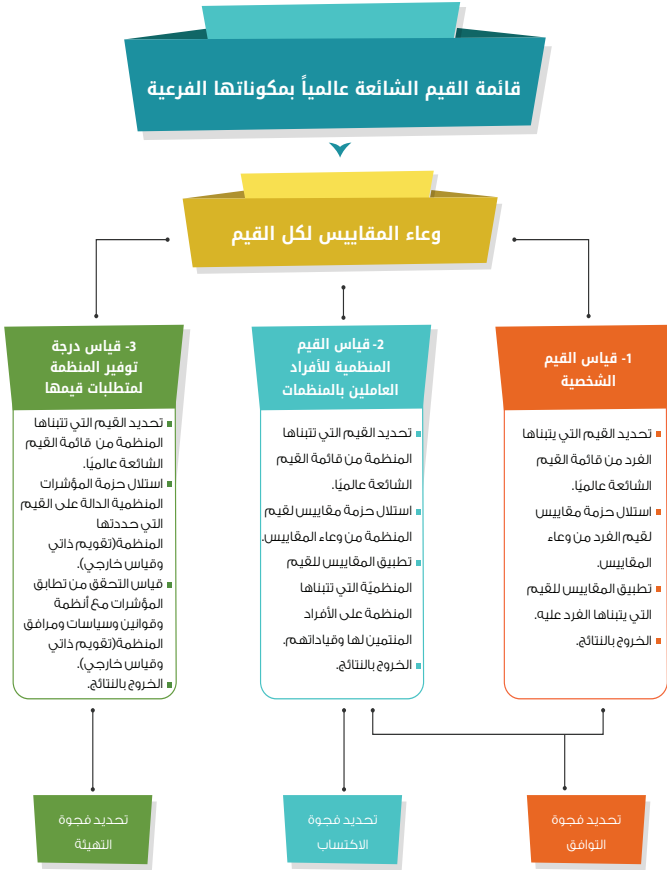 قائمة القيم الشائعة عالمياً بمكوناتها الفرعية
وعاء المقاييس لكل القيم
1- قياس القيم
الشخصية
تحديد القيم التي يتبناها
الفرد من قائمة القيم
الشائعة عالميًا.
استلال حزمة مقاييس
لقيم الفرد من وعاء
المقاييس.
تطبيق المقاييس للقيم
التي يتبناها الفرد عليه.
الخروج بالنتائج.
2- قياس القيم
المنظمية للأفراد
العاملين بالمنظمات
تحديد القيم التي تتبناها
المنظمة من قائمة القيم
الشائعة عالميًا.
استلال حزمة مقاييس لقيم
المنظمة من وعاء المقاييس.
تطبيق المقاييس للقيم
المنظميّة التي تتبناها
المنظمة على الأفراد
المنتمين لها وقياداتهم.
الخروج بالنتائج.
3- قياس درجة
توفير المنظمة
لمتطلبات قيمها
تحديد القيم التي تتبناها
المنظمة من قائمة القيم
الشائعة عالميًا.
استلال حزمة المؤشرات
المنظمية الدالة على القيم
التي حددتها
المنظمة(تقويم ذاتي
وقياس خارجي).
قياس التحقق من تطابق
المؤشرات مع أنظمة
وقوانين وسياسات ومرافق
المنظمة(تقويم ذاتي
وقياس خارجي).
الخروج بالنتائج.
تحديد فجوة
التوافق
تحديد فجوة
الاكتساب
تحديد فجوة
التهيئة